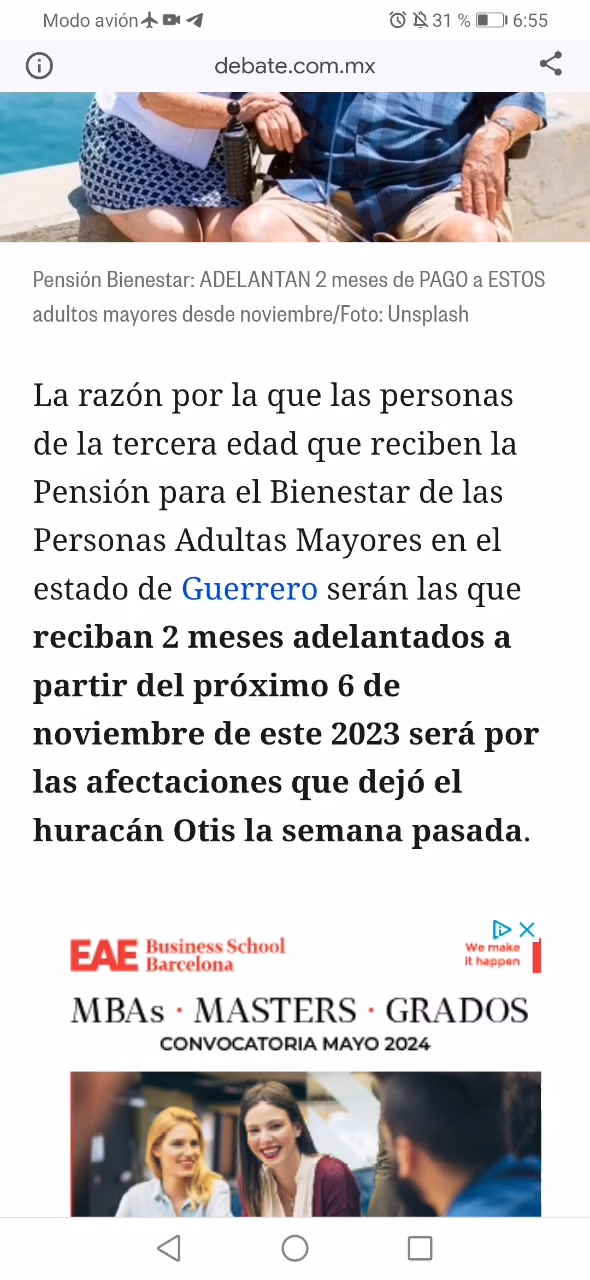 Modo avión 31 % 6:55
debate.com.mx
Pensión Bienestar: ADELANTAN 2 meses de PAGO a ESTOS
adultos mayores desde noviembre/Foto: Unsplash
La razón por la que las personas
de la tercera edad que reciben la
Pensión para el Bienestar de las
Personas Adultas Mayores en el
estado de Guerrero serán las que
reciban 2 meses adelantados a
partir del próximo 6 de
noviembre de este 2023 será por
las afectaciones que dejó el
huracán Otis la semana pasada.
EAE Business School
Barcelona
We make
it happen
MBAs · MASTERS · GRADOS
CONVOCATORIA MAYO 2024